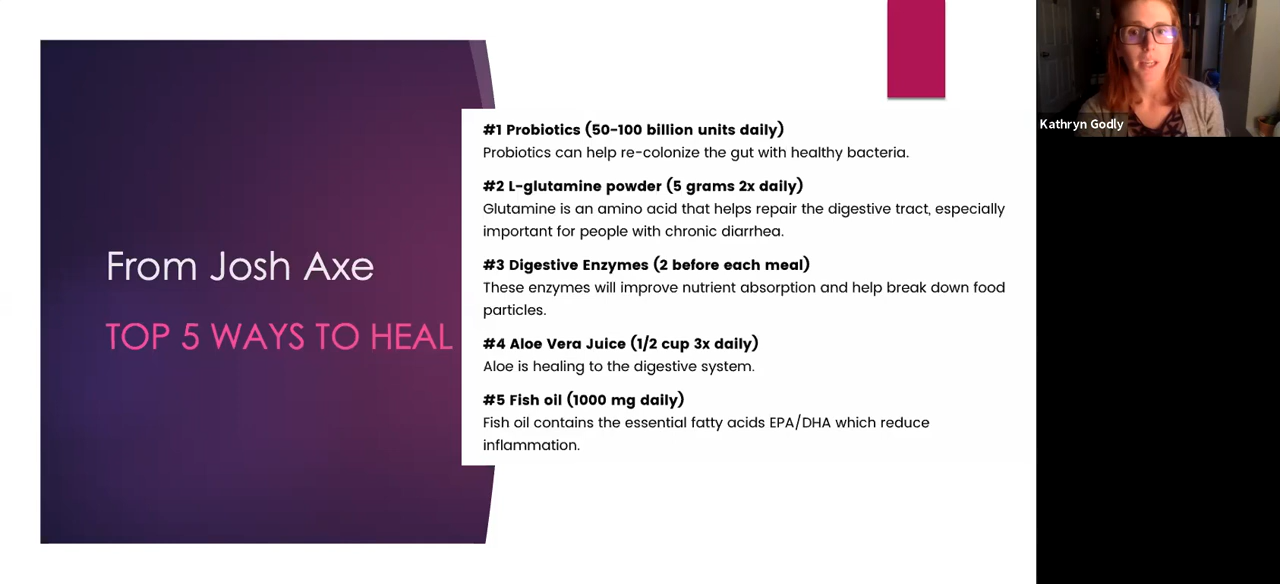 From Josh Axe
TOP 5 WAYS TO HEAL
#1 Probiotics (50-100 billion units daily)
Probiotics can help re-colonize the gut with healthy bacteria.
#2 L-glutamine powder (5 grams 2x daily)
Glutamine is an amino acid that helps repair the digestive tract, especially
important for people with chronic diarrhea.
#3 Digestive Enzymes (2 before each meal)
These enzymes will improve nutrient absorption and help break down food
particles.
#4 Aloe Vera Juice (1/2 cup 3x daily)
Aloe is healing to the digestive system.
#5 Fish oil (1000 mg daily)
Fish oil contains the essential fatty acids EPA/DHA which reduce
inflammation.
Kathryn Godly